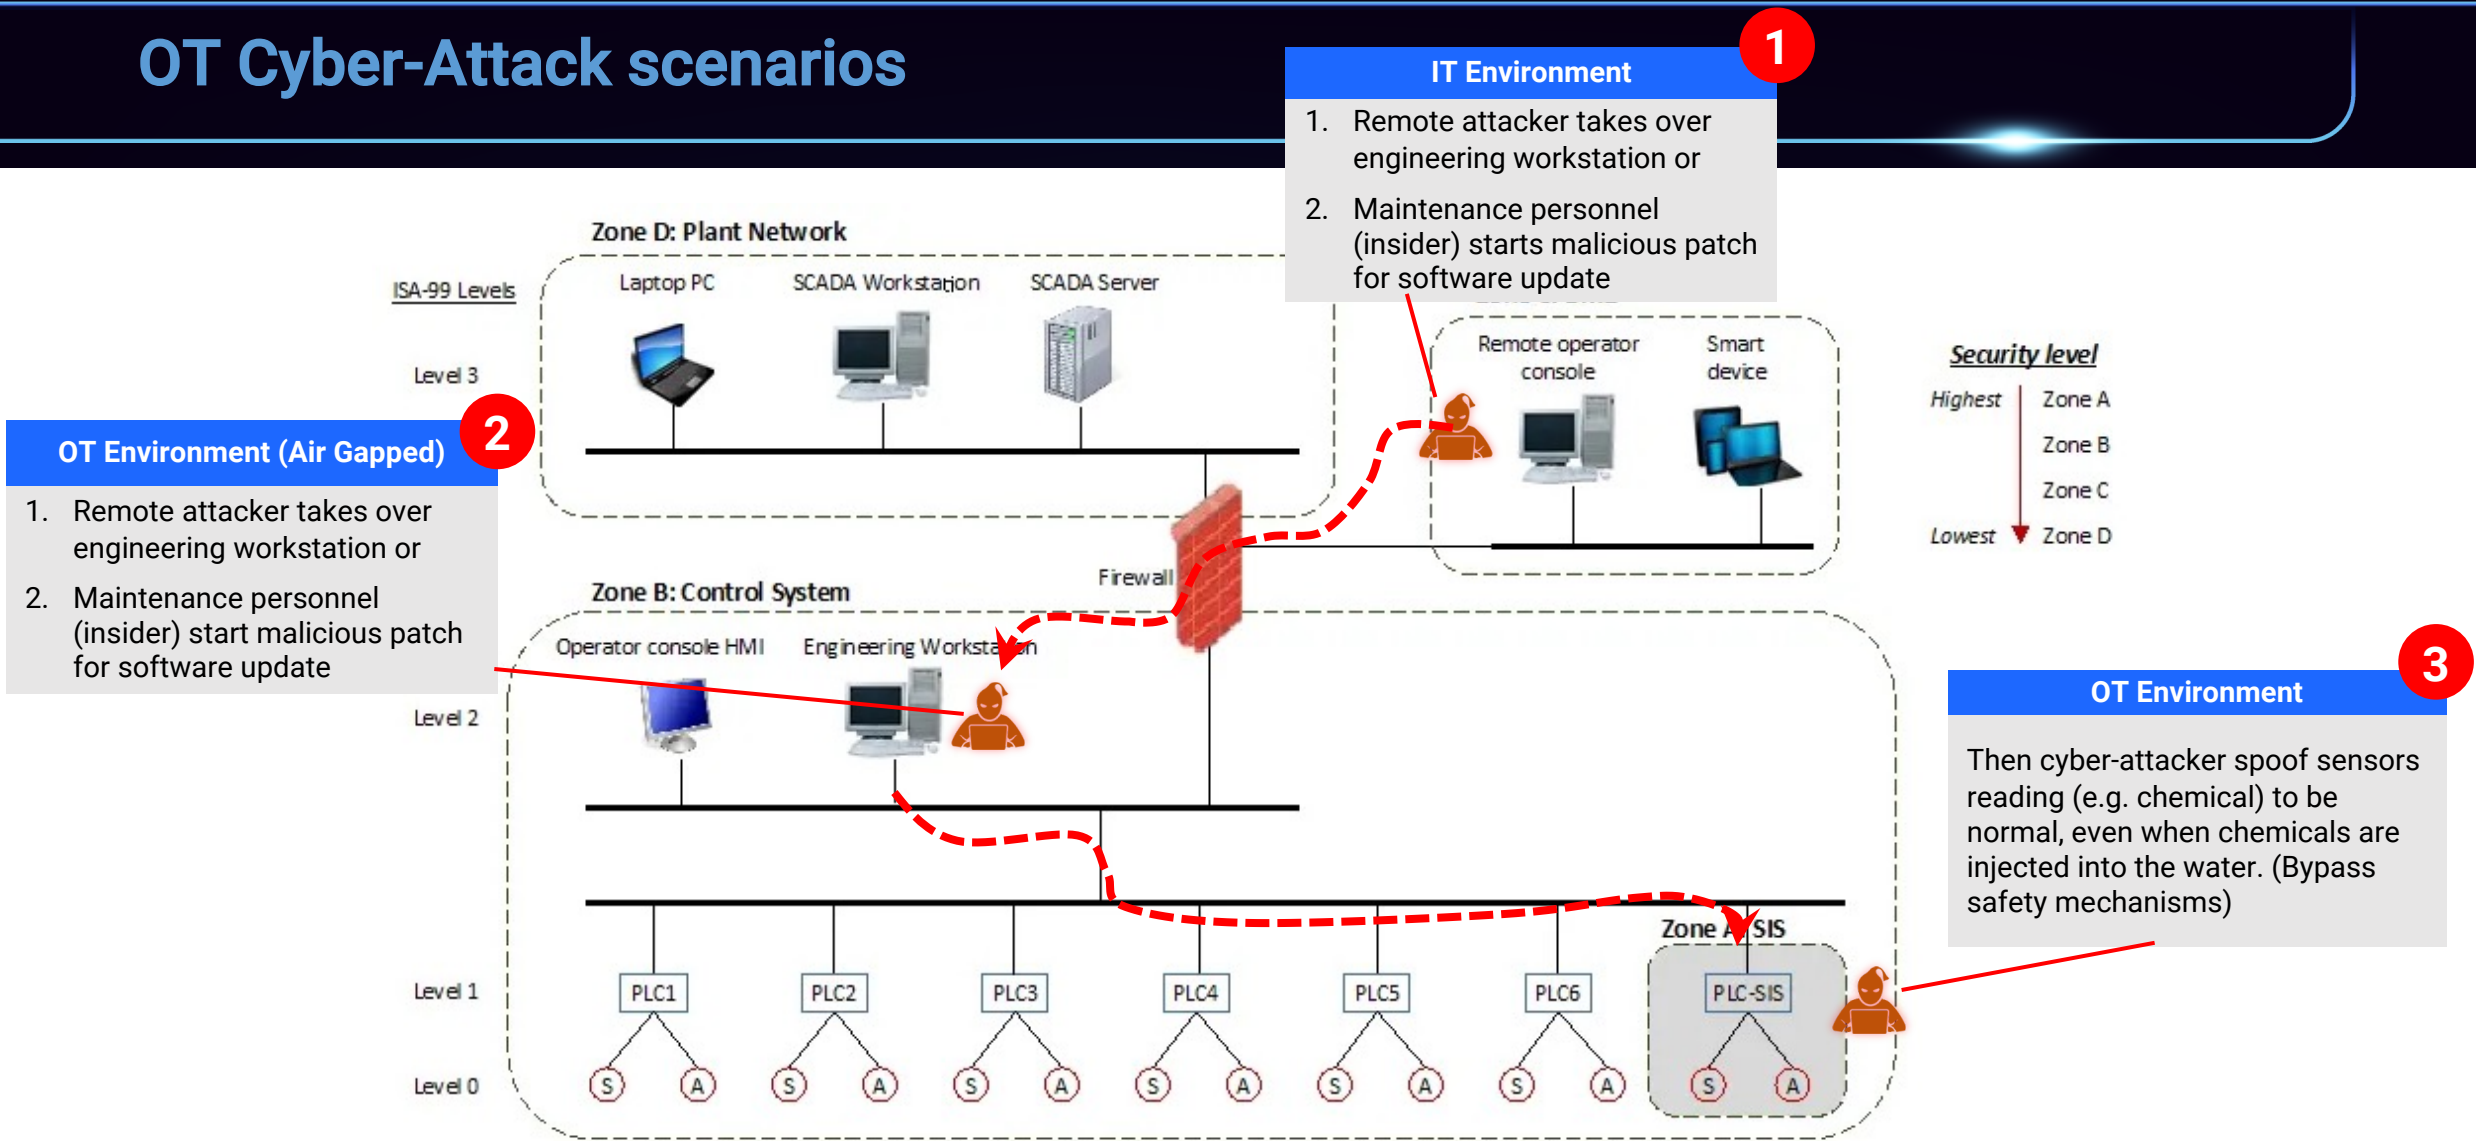 OT Cyber-Attack scenarios
1
IT Environment
1. Remote attacker takes over
engineering workstation or
2. Maintenance personnel
(insider) starts malicious patch
for software update
Zone D: Plant Network
ISA-99 Levels
Laptop PC
SCADA Workstation
SCADA Server
Level 3
Remote operator
console
Smart
device
Security level
Highest
Zone A
Zone B
Zone C
Lowest
Zone D
2
OT Environment (Air Gapped)
1. Remote attacker takes over
engineering workstation or
2. Maintenance personnel
(insider) start malicious patch
for software update
Firewall
Zone B: Control System
Operator console HMI
Engineering Workstation
Level 2
3
OT Environment
Then cyber-attacker spoof sensors
reading (e.g. chemical) to be
normal, even when chemicals are
injected into the water. (Bypass
safety mechanisms)
Zone A: SIS
Level 1
PLC1
PLC2
PLC3
PLC4
PLC5
PLC6
PLC-SIS
Level 0
S
A
S
A
S
A
S
A
S
A
S
A
S
A